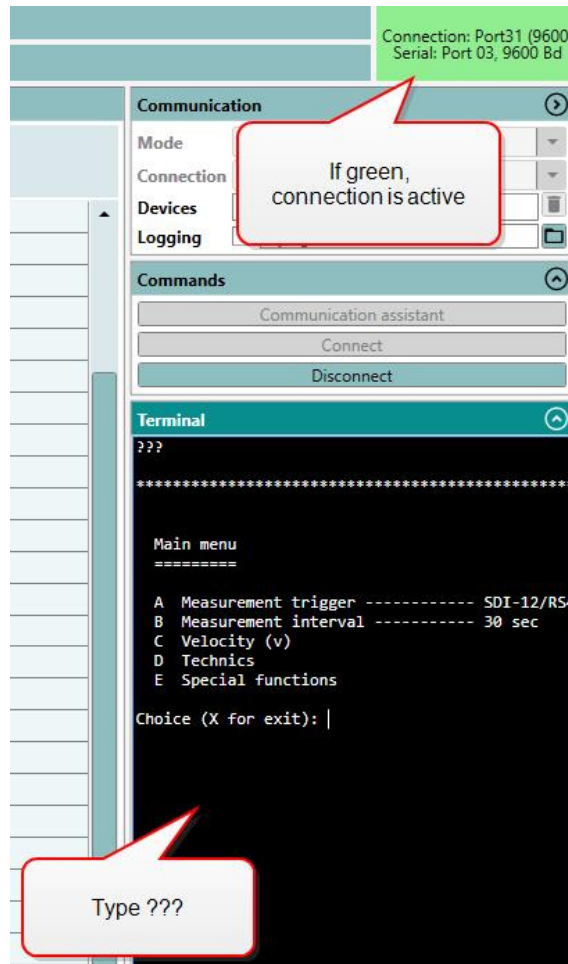 Connection: Port31 (9600
Serial: Port 03, 9600 Bd
Communication
Mode
If green,
Connection
connection is active
Devices
Logging
Commands
Communication assistant
Connect
Disconnect
Terminal
???
************************************************
Main menu
=========
A Measurement trigger ------------ SDI-12/RS4
B Measurement interval ----------- 30 sec
C Velocity (v)
D Technics
E Special functions
Choice (X for exit):
Type ???